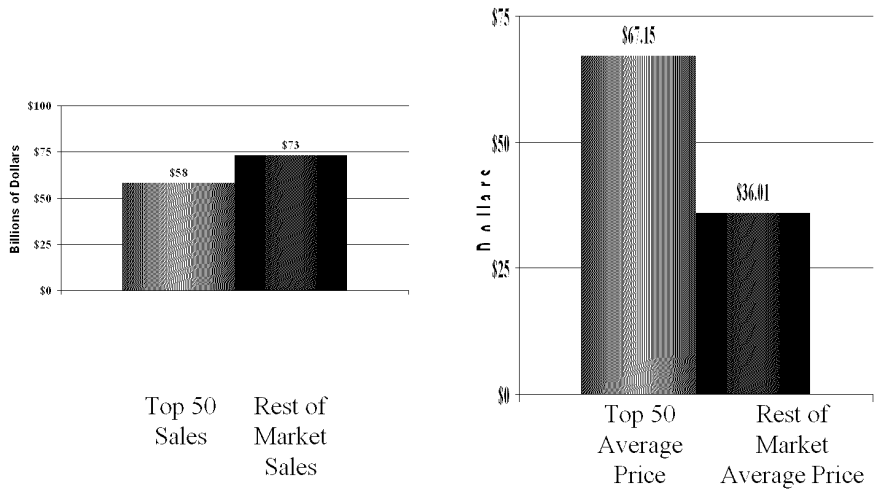 $100
$75
$50
$25
$0
Billions of Dollars
$58
$73
Top 50
Sales
Rest of
Market
Sales
$75
$50
$25
$0
Dollars
$67.15
$36.01
Top 50
Average
Price
Rest of
Market
Average Price